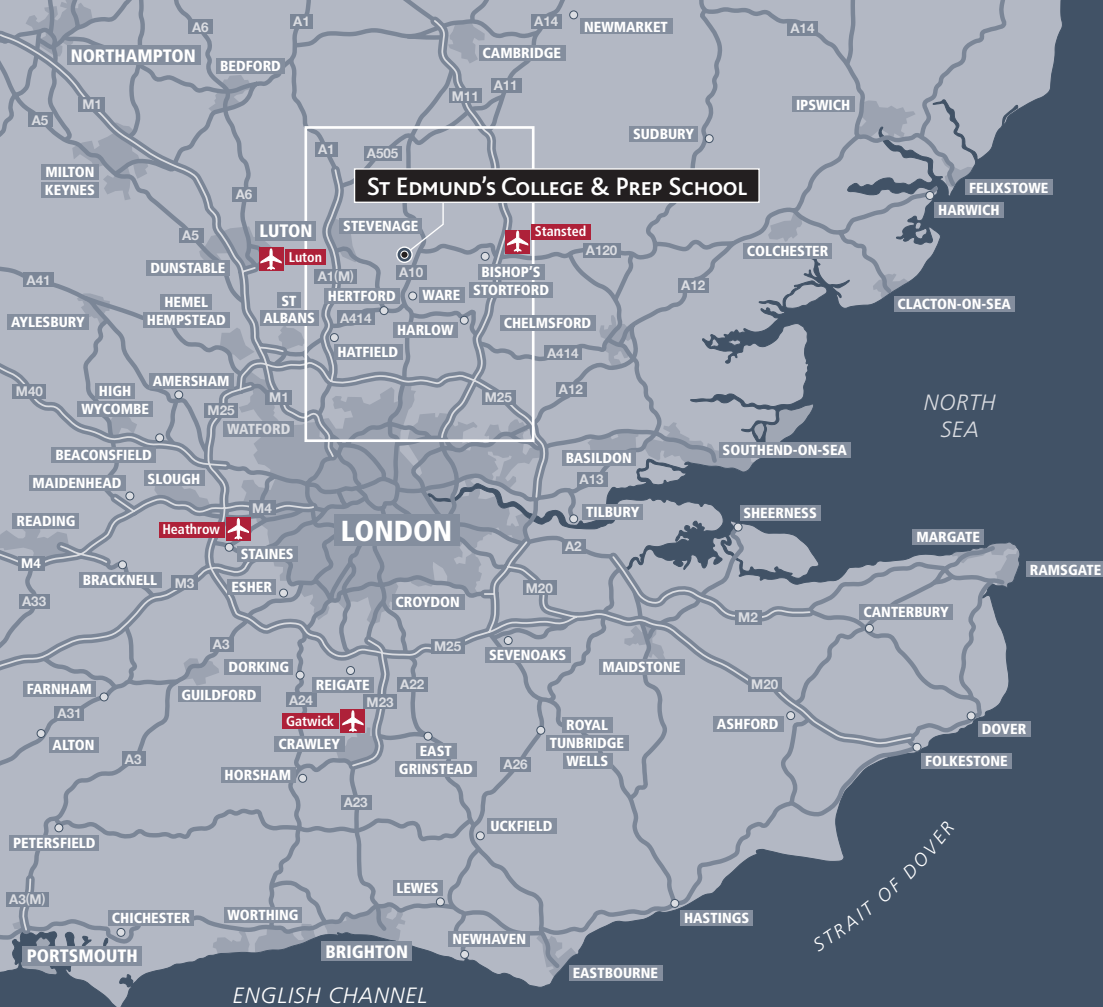 A6
A1
A14
NEWMARKET
A14
NORTHAMPTON
BEDFORD
CAMBRIDGE
M1
M11
A11
IPSWICH
A5
SUDBURY
A1
A505
MILTON
KEYNES
ST EDMUND'S COLLEGE & PREP SCHOOL
FELIXSTOWE
A6
HARWICH
LUTON
STEVENAGE
Stansted
A5
Luton
COLCHESTER
A120
DUNSTABLE
A10
BISHOP'S
STORTFORD
A41
A1(M)
A12
HEMEL
HEMPSTEAD
ST
ALBANS
HERTFORD
WARE
CLACTON-ON-SEA
AYLESBURY
A414
HARLOW
CHELMSFORD
HATFIELD
A414
AMERSHAM
M40
HIGH
WYCOMBE
M25
M1
M25
A12
NORTH
SEA
WATFORD
BEACONSFIELD
BASILDON
SOUTHEND-ON-SEA
MAIDENHEAD
SLOUGH
A13
M4
TILBURY
SHEERNESS
READING
Heathrow
LONDON
MARGATE
STAINES
A2
M4
RAMSGATE
BRACKNELL
M3
ESHER
M20
A33
CROYDON
CANTERBURY
M2
A3
M25
SEVENOAKS
DORKING
MAIDSTONE
FARNHAM
GUILDFORD
REIGATE
A22
M20
A24
M23
A31
Gatwick
ASHFORD
DOVER
ALTON
CRAWLEY
EAST
GRINSTEAD
ROYAL
TUNBRIDGE
WELLS
A3
A26
FOLKESTONE
HORSHAM
A23
UCKFIELD
PETERSFIELD
STRAIT OF DOVER
LEWES
A3(M)
CHICHESTER
WORTHING
HASTINGS
NEWHAVEN
PORTSMOUTH
BRIGHTON
EASTBOURNE
ENGLISH CHANNEL